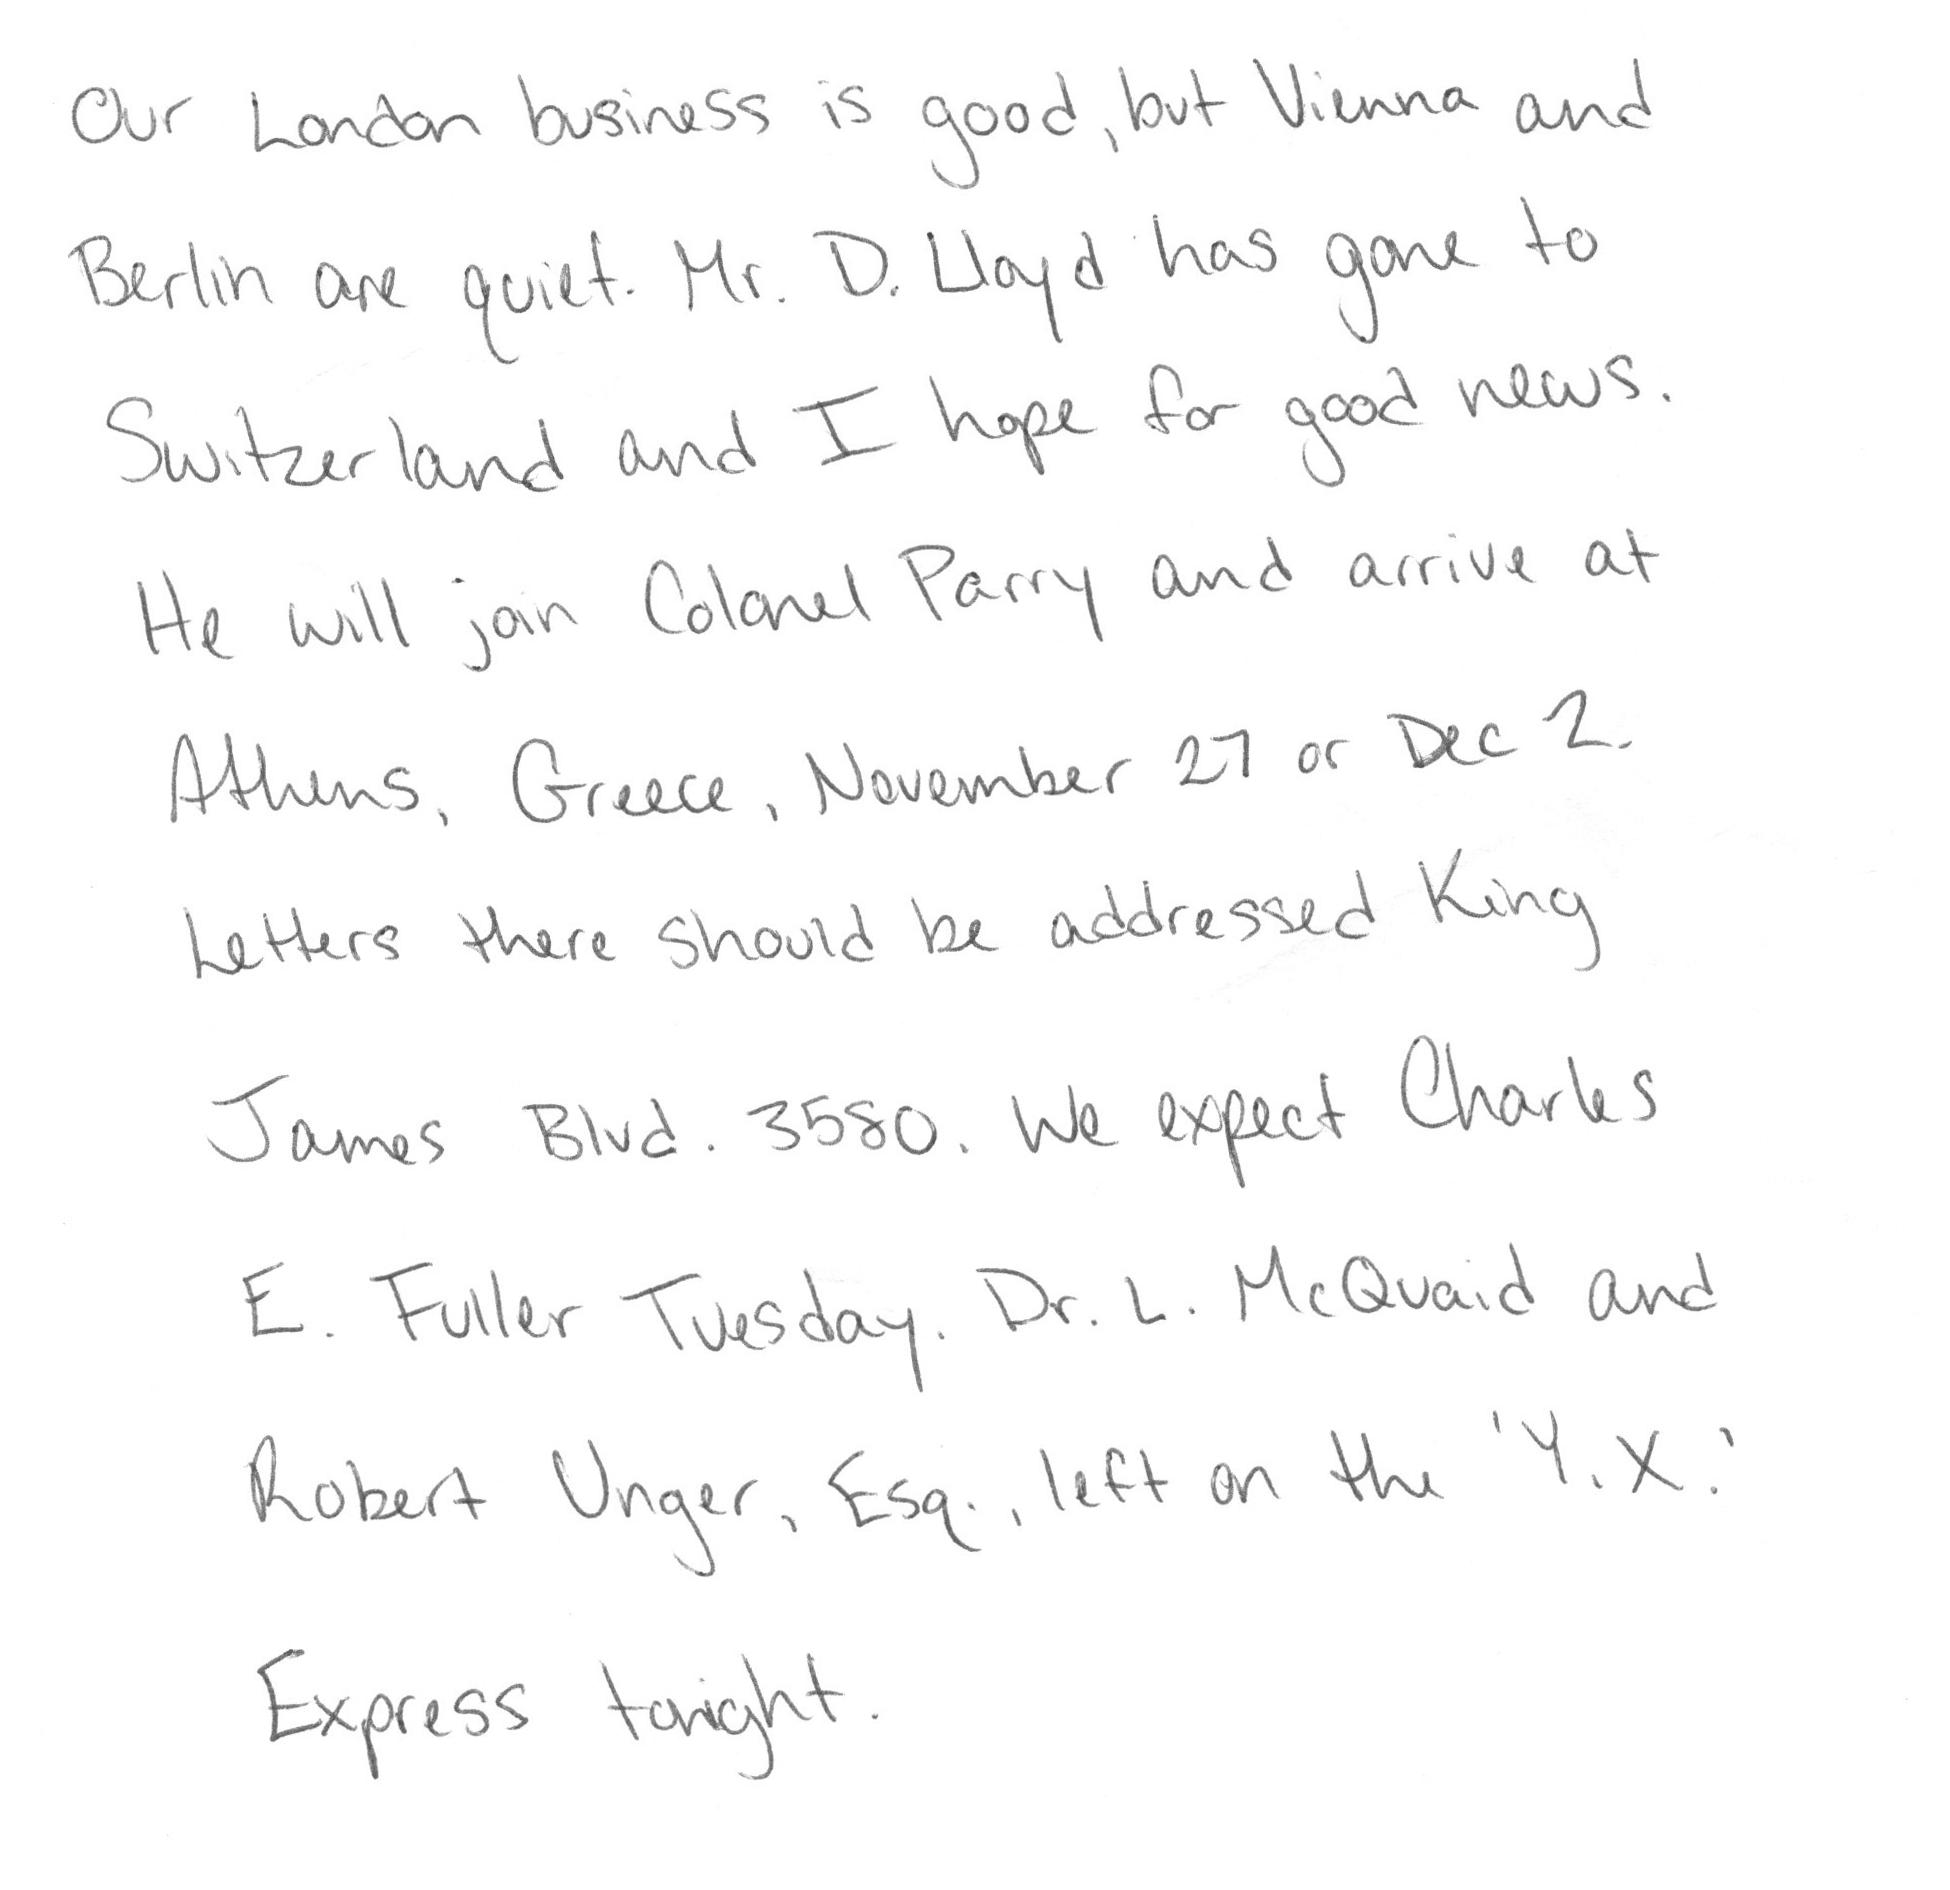 Our London business is good, but Vienna and
Berlin are quiet. Mr. D. Lloyd has gone to
Switzerland and I hope for good news.
He will join Colonel Parry and arrive at
Athens, Greece, November 27 or Dec 2.
Letters there should be addressed King
James Blvd. 3580. We expect Charles
E. Fuller Tuesday. Dr. L. McQuaid and
Robert Unger, Esq., left on the 'Y.X.'
Express tonight.